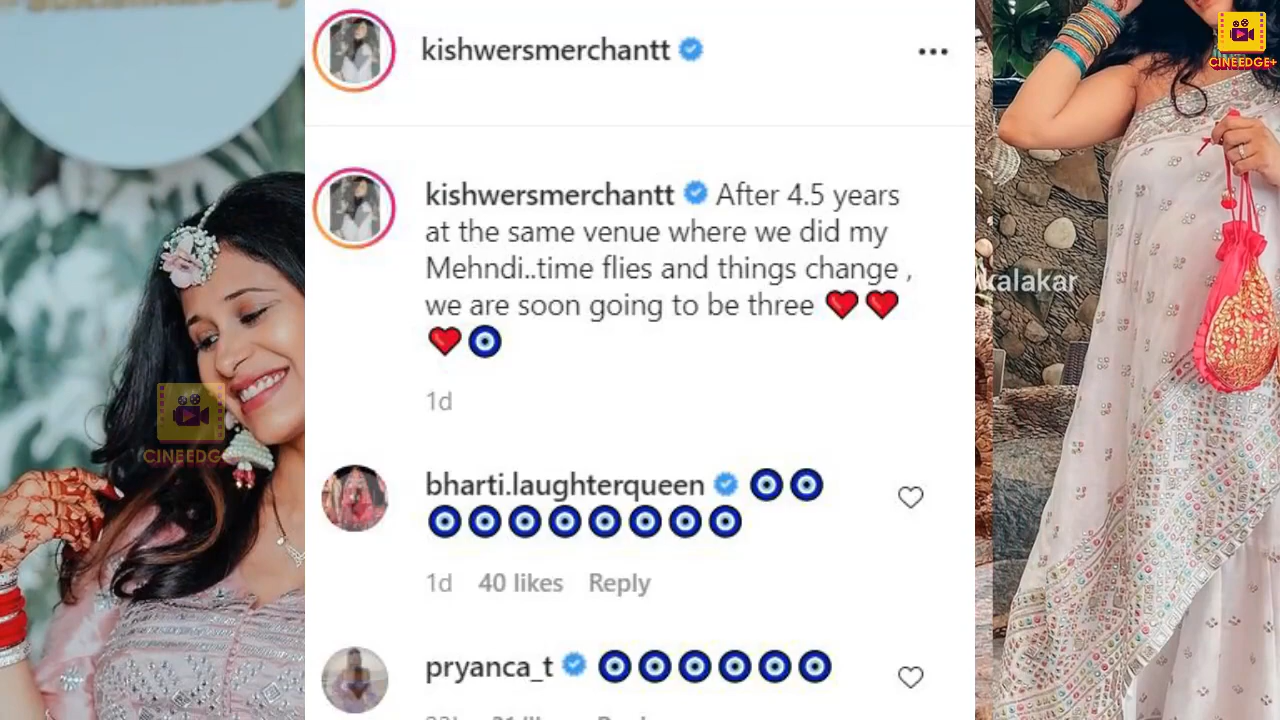 kishwersmerchantt
kishwersmerchantt After 4.5 years
at the same venue where we did my
Mehndi..time flies and things change ,
we are soon going to be three ❤️❤️
❤️🧿
1d
bharti.laughterqueen 🧿🧿
🧿🧿🧿🧿🧿🧿🧿🧿
1d 40 likes Reply
pryanca_t 🧿🧿🧿🧿🧿🧿
CINEEDGE+
kalakar
CINEEDGE+